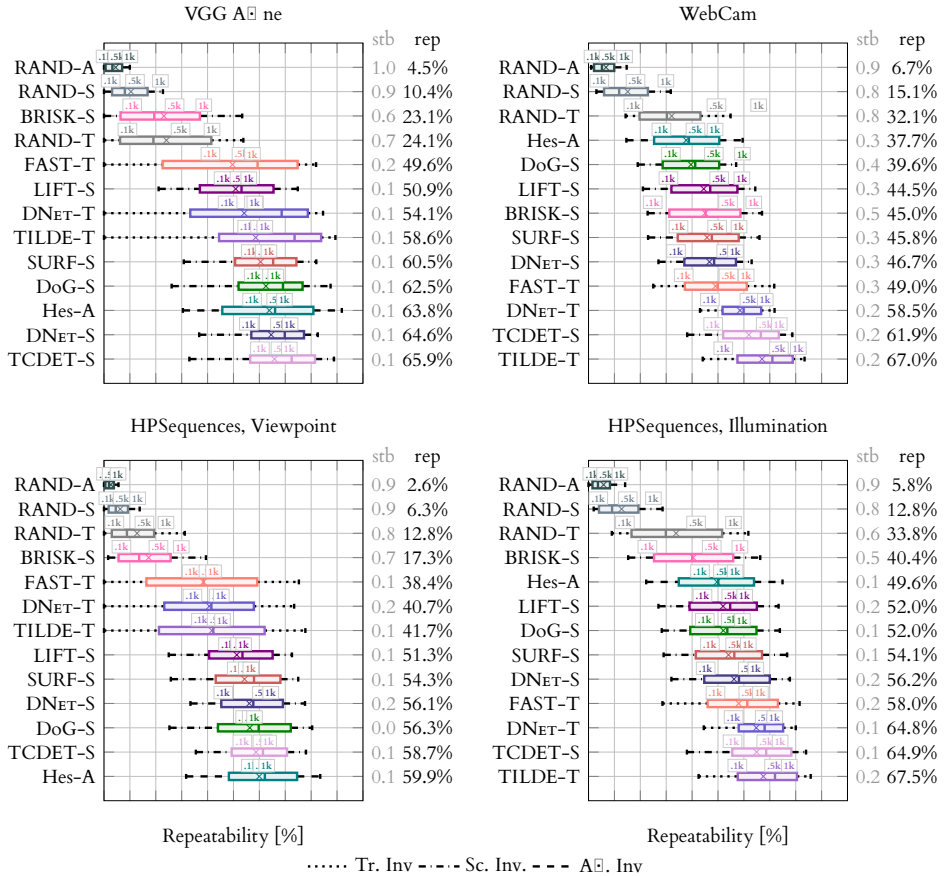 VGG A ne
stb rep
RAND-A 1.0 4.5%
RAND-S 0.9 10.4%
BRISK-S 0.6 23.1%
RAND-T 0.7 24.1%
FAST-T 0.2 49.6%
LIFT-S 0.1 50.9%
DNET-T 0.1 54.1%
TILDE-T 0.1 58.6%
SURF-S 0.1 60.5%
DoG-S 0.1 62.5%
Hes-A 0.1 63.8%
DNET-S 0.1 64.6%
TCDET-S 0.1 65.9%
WebCam
stb rep
RAND-A 0.9 6.7%
RAND-S 0.8 15.1%
RAND-T 0.8 32.1%
Hes-A 0.3 37.7%
DoG-S 0.4 39.6%
LIFT-S 0.3 44.5%
BRISK-S 0.5 45.0%
SURF-S 0.3 45.8%
DNET-S 0.3 46.7%
FAST-T 0.3 49.0%
DNET-T 0.2 58.5%
TCDET-S 0.2 61.9%
TILDE-T 0.2 67.0%
HPSequences, Viewpoint
stb rep
RAND-A 0.9 2.6%
RAND-S 0.9 6.3%
RAND-T 0.8 12.8%
BRISK-S 0.7 17.3%
FAST-T 0.1 38.4%
DNET-T 0.2 40.7%
TILDE-T 0.1 41.7%
LIFT-S 0.1 51.3%
SURF-S 0.1 54.3%
DNET-S 0.2 56.1%
DoG-S 0.0 56.3%
TCDET-S 0.1 58.7%
Hes-A 0.1 59.9%
Repeatability [%]
HPSequences, Illumination
stb rep
RAND-A 0.9 5.8%
RAND-S 0.8 12.8%
RAND-T 0.6 33.8%
BRISK-S 0.5 40.4%
Hes-A 0.1 49.6%
LIFT-S 0.2 52.0%
DoG-S 0.1 52.0%
SURF-S 0.1 54.1%
DNET-S 0.2 56.2%
FAST-T 0.2 58.0%
DNET-T 0.1 64.8%
TCDET-S 0.1 64.9%
TILDE-T 0.2 67.5%
Repeatability [%]
Tr. Inv Sc. Inv. A . Inv